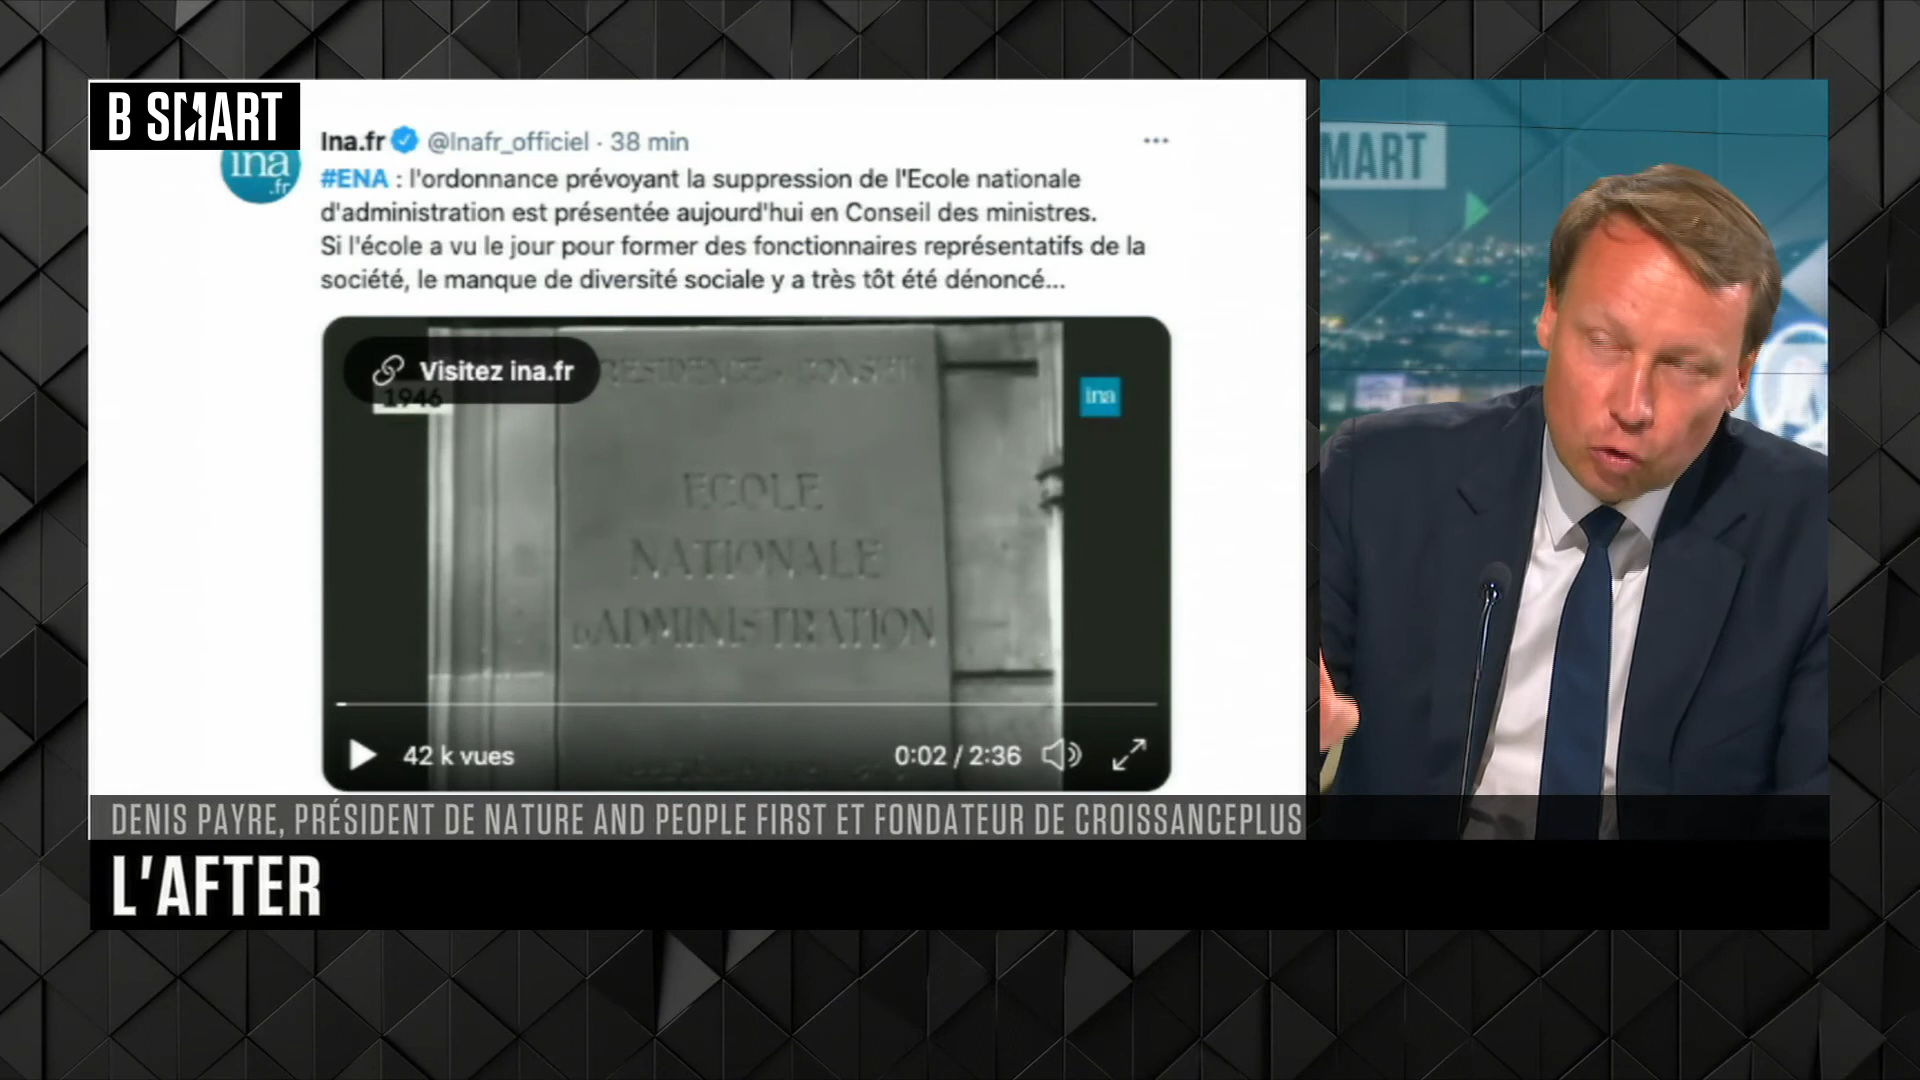 B SMART
ina
.fr
Ina.fr @Inafr_officiel · 38 min
#ENA : l'ordonnance prévoyant la suppression de l'Ecole nationale
d'administration est présentée aujourd'hui en Conseil des ministres.
Si l'école a vu le jour pour former des fonctionnaires représentatifs de la
société, le manque de diversité sociale y a très tôt été dénoncé...
Visitez ina.fr
1946
ina
ECOLE
NATIONALE
D'ADMINISTRATION
42 k vues
0:02 / 2:36
MART
DENIS PAYRE, PRÉSIDENT DE NATURE AND PEOPLE FIRST ET FONDATEUR DE CROISSANCEPLUS
L'AFTER